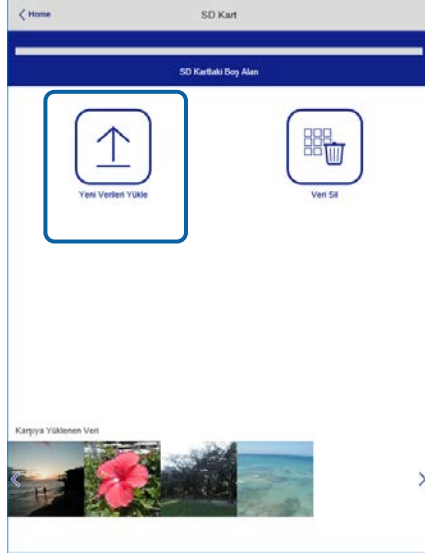 Home
SD Kart
SD Karttaki Boş Alan
Yeni Verileri Yükle
Veri Sil
Karşıya Yüklenen Veri